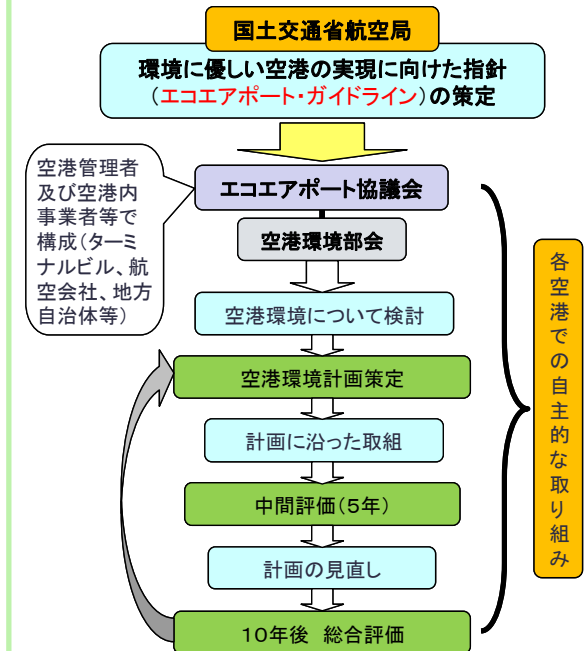 国土交通省航空局
環境に優しい空港の実現に向けた指針
（エコエアポート・ガイドライン）の策定
空港管理者
及び空港内
事業者等で
構成（ターミ
ナルビル、航
空会社、地方
自治体等）
エコエアポート協議会
空港環境部会
空港環境について検討
空港環境計画策定
計画に沿った取組
中間評価（５年）
計画の見直し
１０年後 総合評価
各空港での自主的な取り組み